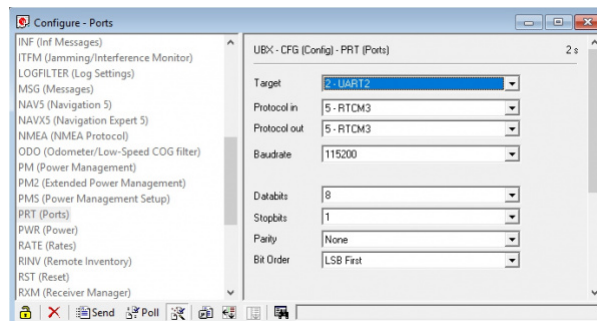 Configure - Ports
INF (Inf Messages)
ITFM (Jamming/Interference Monitor)
LOGFILTER (Log Settings)
MSG (Messages)
NAV5 (Navigation 5)
NAVX5 (Navigation Expert 5)
NMEA (NMEA Protocol)
ODO (Odometer/Low-Speed COG filter)
PM (Power Management)
PM2 (Extended Power Management)
PMS (Power Management Setup)
PRT (Ports)
PWR (Power)
RATE (Rates)
RINV (Remote Inventory)
RST (Reset)
RXM (Receiver Manager)
UBX - CFG (Config) - PRT (Ports) 2 s
Target 2 - UART2
Protocol in 5 - RTCM3
Protocol out 5 - RTCM3
Baudrate 115200
Databits 8
Stopbits 1
Parity None
Bit Order LSB First
Send Poll